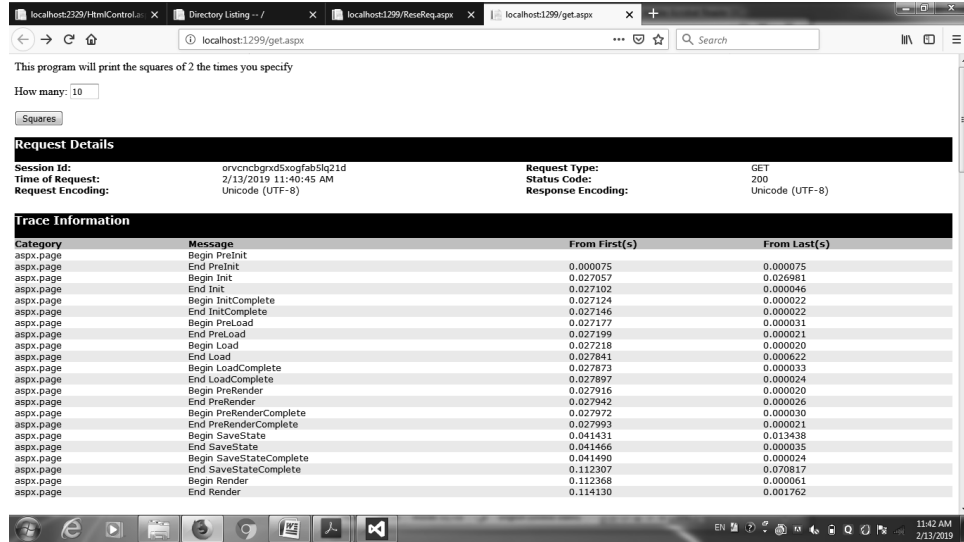 localhost:2329/HtmlControl.as
Directory Listing -- /
localhost:1299/ReseReq.aspx
localhost:1299/get.aspx
localhost:1299/get.aspx
Search
This program will print the squares of 2 the times you specify
How many: 10
Squares
Request Details
Session Id: orvcncbgrxd5xogfab5lq21d Request Type: GET
Time of Request: 2/13/2019 11:40:45 AM Status Code: 200
Request Encoding: Unicode (UTF-8) Response Encoding: Unicode (UTF-8)
Trace Information
Category Message From First(s) From Last(s)
aspx.page Begin PreInit
aspx.page End PreInit 0.000075 0.000075
aspx.page Begin Init 0.027057 0.026981
aspx.page End Init 0.027102 0.000046
aspx.page Begin InitComplete 0.027124 0.000022
aspx.page End InitComplete 0.027146 0.000022
aspx.page Begin PreLoad 0.027177 0.000031
aspx.page End PreLoad 0.027199 0.000021
aspx.page Begin Load 0.027218 0.000020
aspx.page End Load 0.027841 0.000622
aspx.page Begin LoadComplete 0.027873 0.000033
aspx.page End LoadComplete 0.027897 0.000024
aspx.page Begin PreRender 0.027916 0.000020
aspx.page End PreRender 0.027942 0.000026
aspx.page Begin PreRenderComplete 0.027972 0.000030
aspx.page End PreRenderComplete 0.027993 0.000021
aspx.page Begin SaveState 0.041431 0.013438
aspx.page End SaveState 0.041466 0.000035
aspx.page Begin SaveStateComplete 0.041490 0.000024
aspx.page End SaveStateComplete 0.112307 0.070817
aspx.page Begin Render 0.112368 0.000061
aspx.page End Render 0.114130 0.001762
EN 11:42 AM
2/13/2019